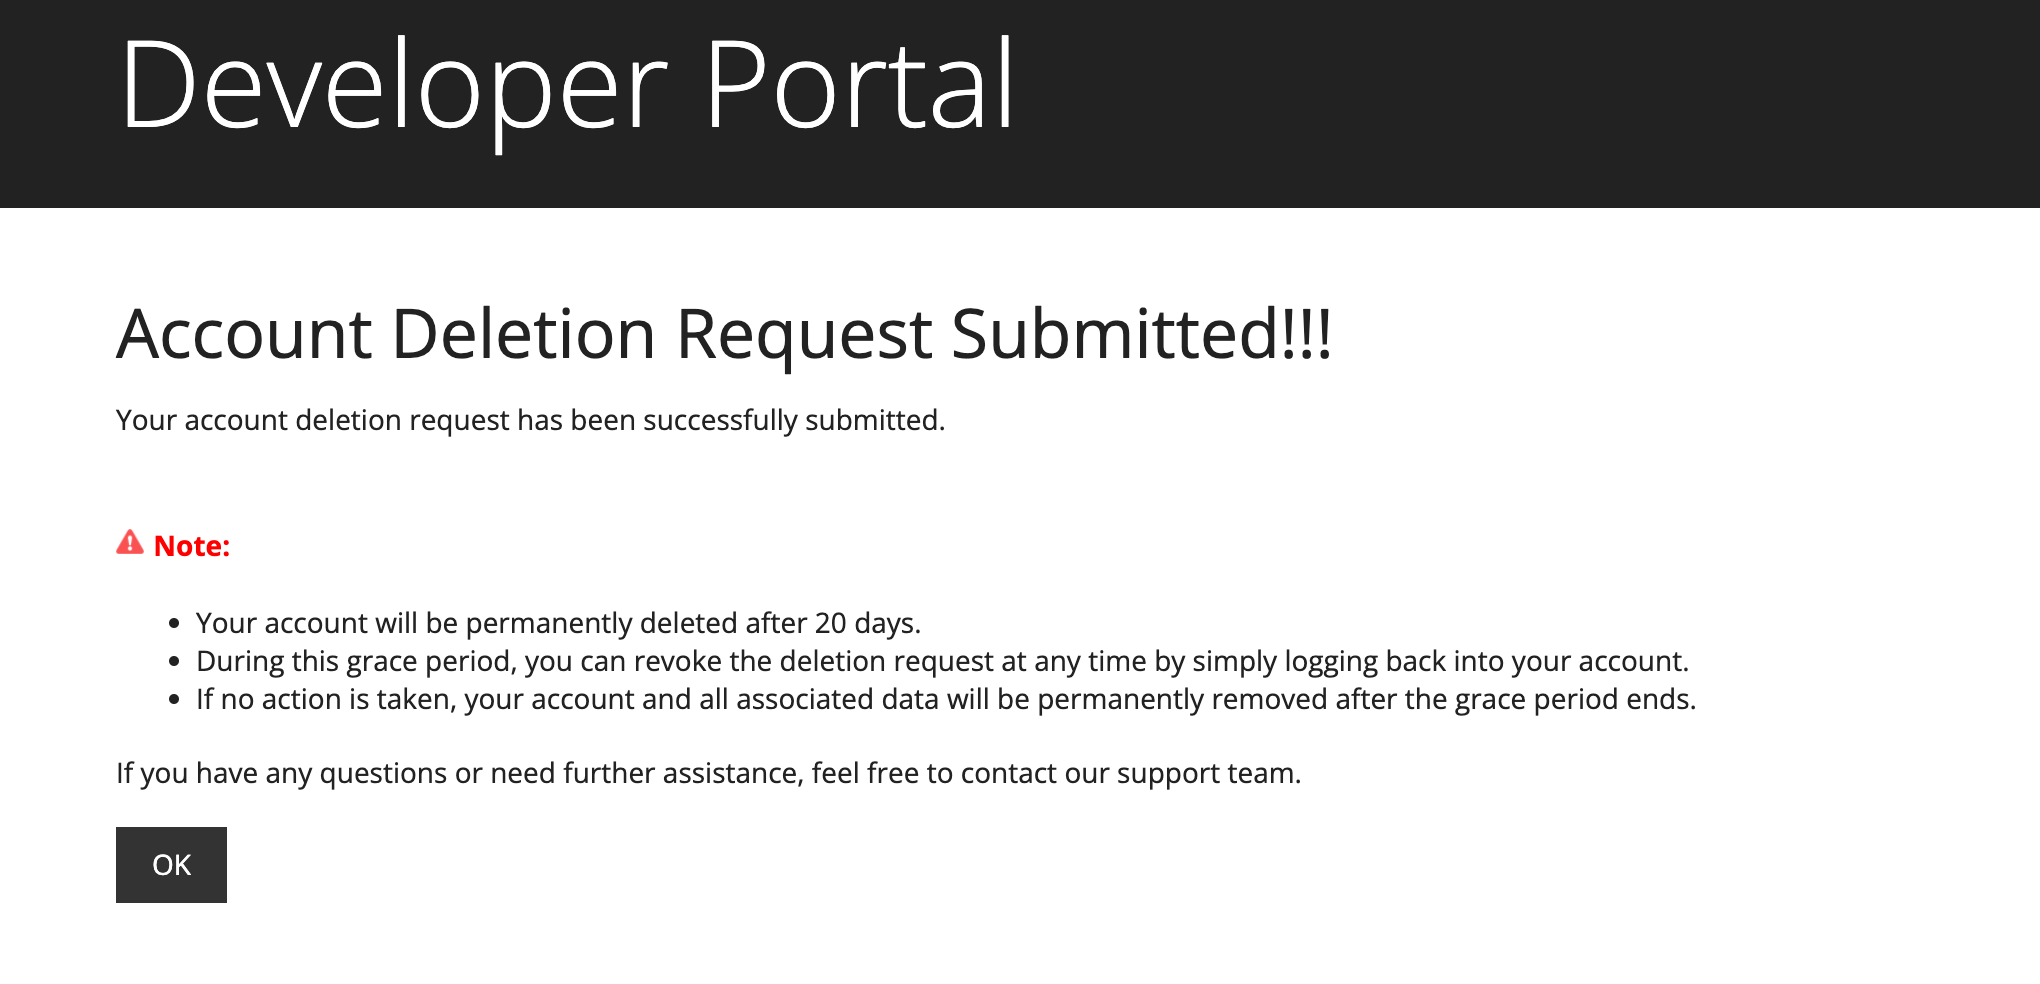 Developer Portal
Account Deletion Request Submitted!!!
Your account deletion request has been successfully submitted.
Note:
• Your account will be permanently deleted after 20 days.
• During this grace period, you can revoke the deletion request at any time by simply logging back into your account.
• If no action is taken, your account and all associated data will be permanently removed after the grace period ends.
If you have any questions or need further assistance, feel free to contact our support team.
OK